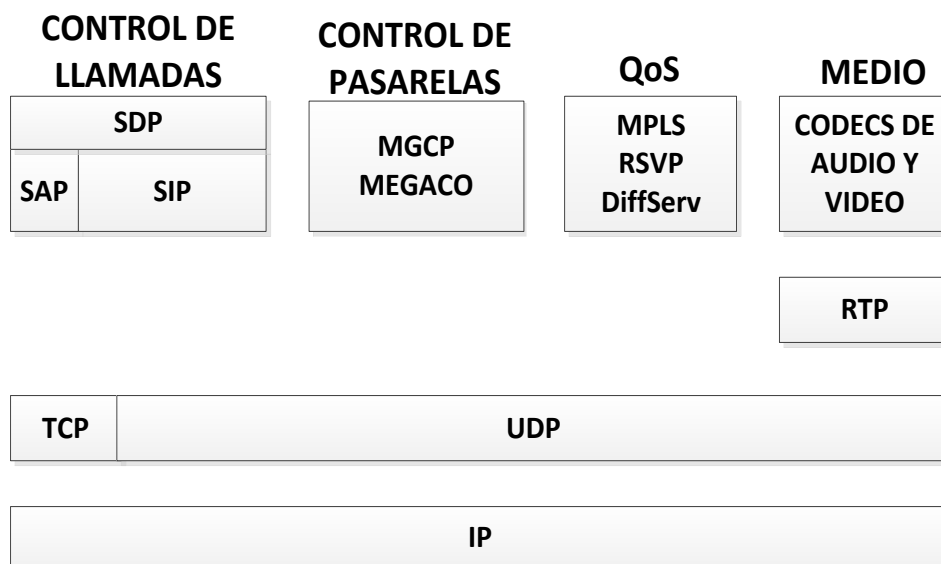 CONTROL DE
LLAMADAS
CONTROL DE
PASARELAS
QoS
MEDIO
SDP
SAP
SIP
MGCP
MEGACO
MPLS
RSVP
DiffServ
CODECS DE
AUDIO Y
VIDEO
RTP
TCP
UDP
IP